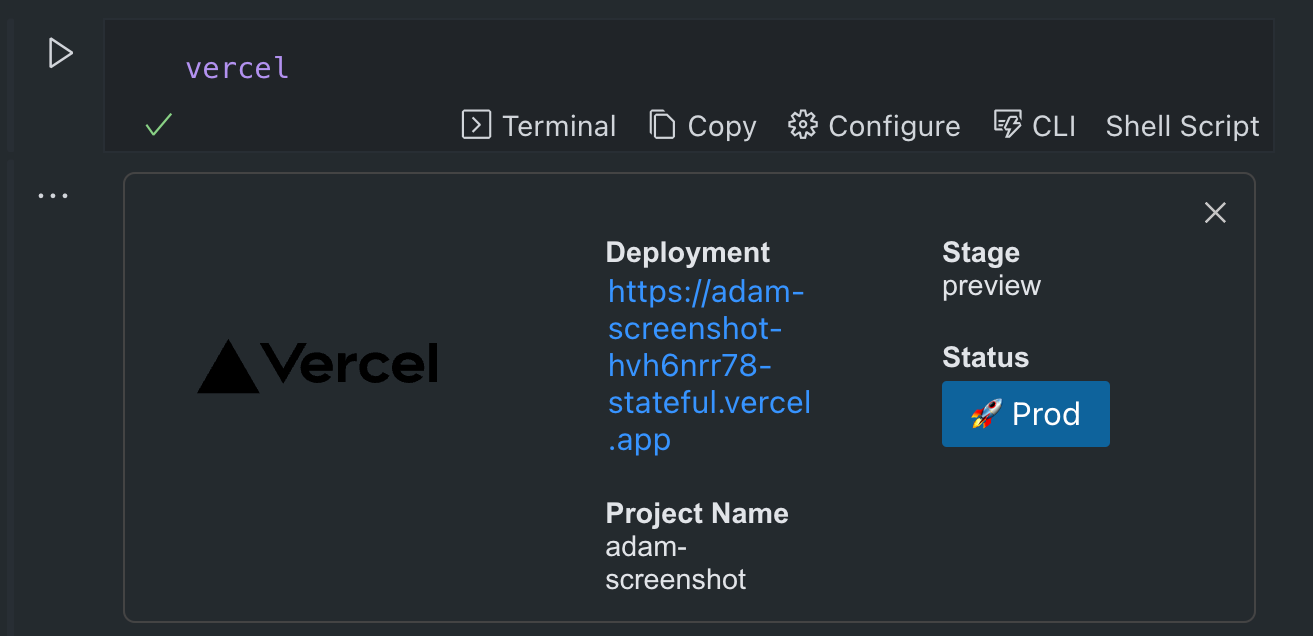 vercel
Terminal Copy Configure CLI Shell Script
Vercel
Deployment
https://adam-
screenshot-
hvh6nrr78-
stateful.vercel
.app
Project Name
adam-
screenshot
Stage
preview
Status
🚀 Prod